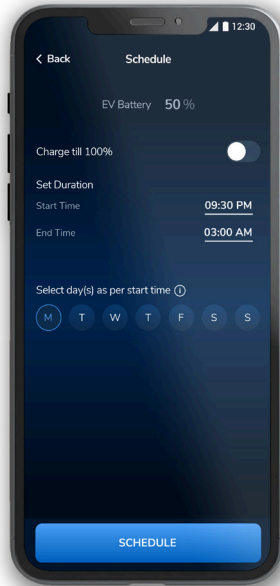 12:30
Back Schedule
EV Battery 50 %
Charge till 100%
Set Duration
Start Time 09:30 PM
End Time 03:00 AM
Select day(s) as per start time
M T W T F S S
SCHEDULE